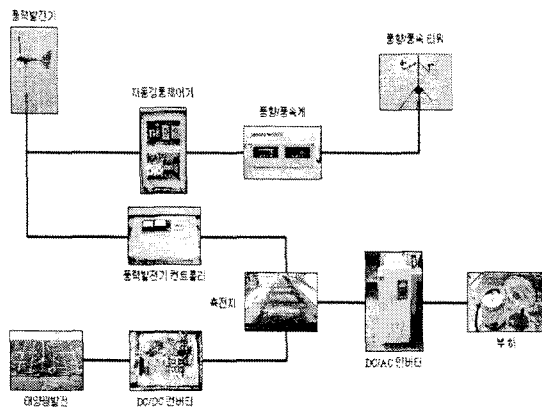 풍력발전기
풍향/풍속 타워
자동강풍제어기
풍향/풍속계
풍력발전기 컨트롤러
축전지
DC/AC 인버터
부하
태양광발전
DC/DC 컨버터